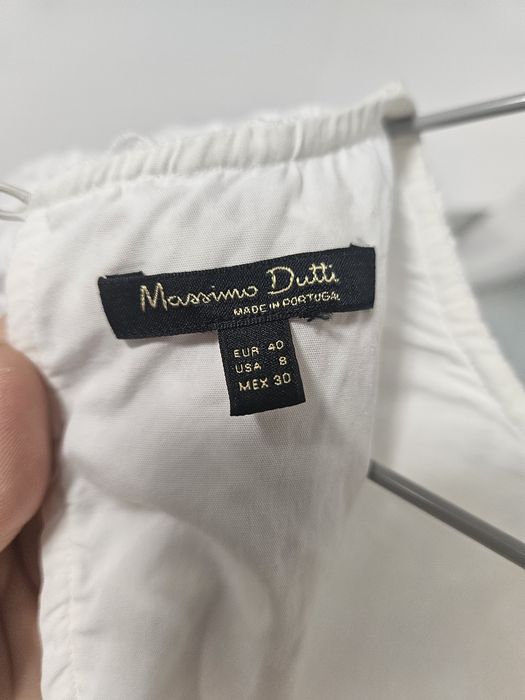 Massimo Dutti
MADE IN PORTUGAL
EUR 40
USA 8
MEX 30